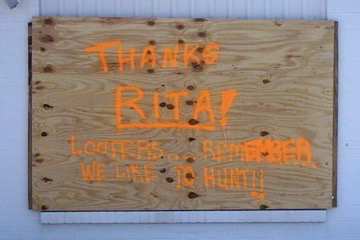 THANKS
RITA!
LOOTERS.... REMEMBER
WE LIKE TO HUNT!!